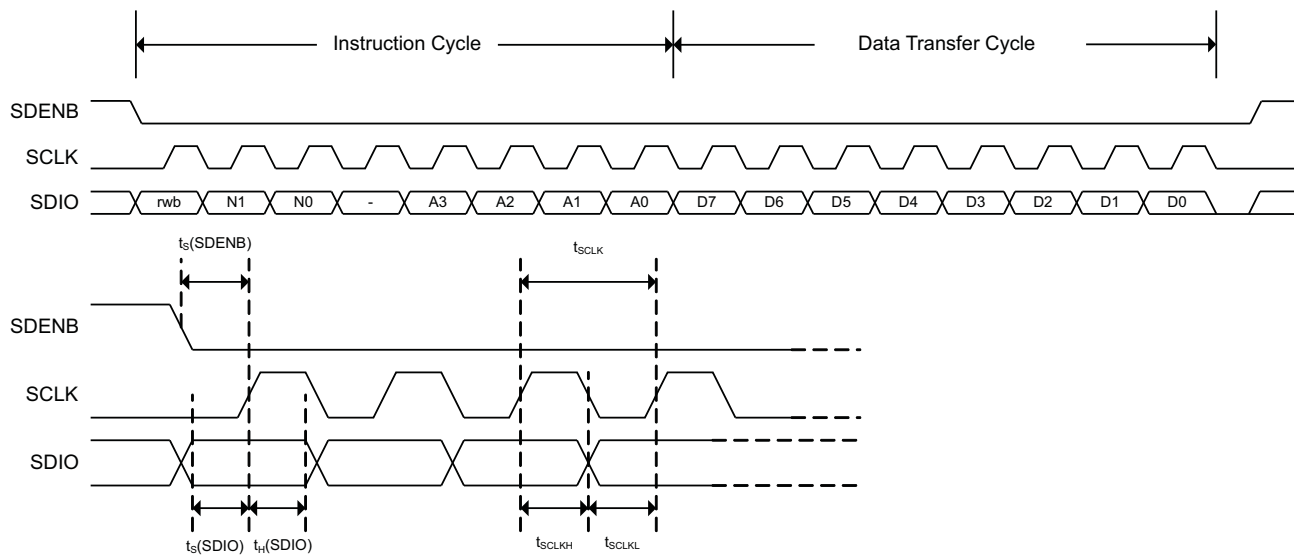 Instruction Cycle Data Transfer Cycle
SDENB
SCLK
SDIO rwb N1 N0 - A3 A2 A1 A0 D7 D6 D5 D4 D3 D2 D1 D0
tS(SDENB) tSCLK
SDENB
SCLK
SDIO
tS(SDIO) tH(SDIO) tSCLKH tSCLKL